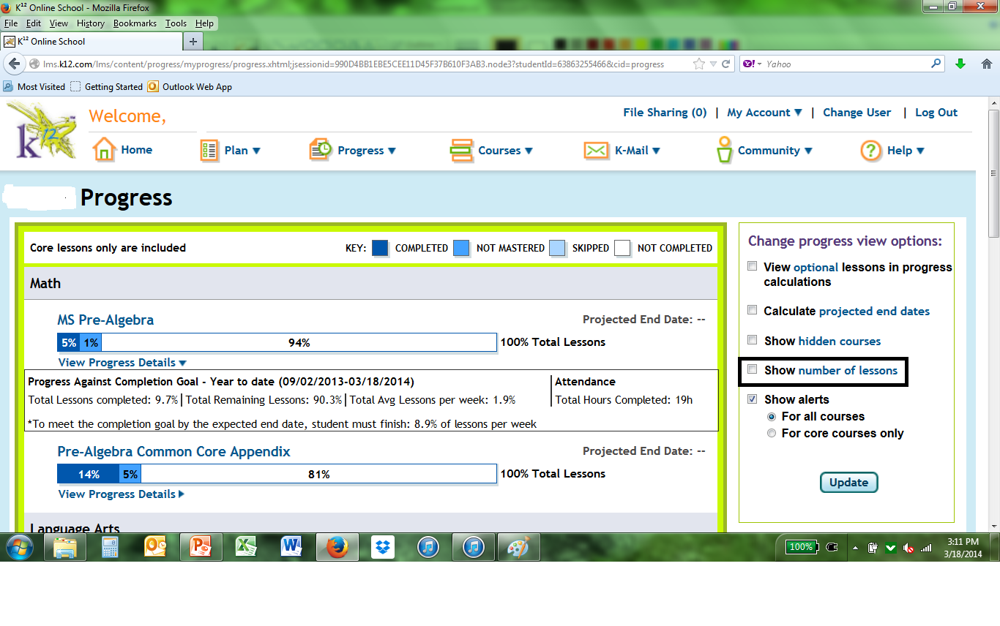 K12 Online School - Mozilla Firefox
File Edit View History Bookmarks Tools Help
K12 Online School
lms.k12.com/lms/content/progress/myprogress/progress.xhtml;jsessionid=990D4BB1EBE5CEE11D45F37B610F3AB3.node3?studentId=63863255466&cid=progress
Yahoo
Most Visited Getting Started Outlook Web App
K12
Welcome,
File Sharing (0) | My Account | Change User | Log Out
Home Plan Progress Courses K-Mail Community Help
Progress
Core lessons only are included
KEY: COMPLETED NOT MASTERED SKIPPED NOT COMPLETED
Math
MS Pre-Algebra
Projected End Date: --
5% 1% 94% 100% Total Lessons
View Progress Details
Progress Against Completion Goal - Year to date (09/02/2013-03/18/2014)
Total Lessons completed: 9.7% | Total Remaining Lessons: 90.3% | Total Avg Lessons per week: 1.9%
*To meet the completion goal by the expected end date, student must finish: 8.9% of lessons per week
Attendance
Total Hours Completed: 19h
Pre-Algebra Common Core Appendix
Projected End Date: --
14% 5% 81% 100% Total Lessons
View Progress Details
Language Arts
Change progress view options:
View optional lessons in progress
calculations
Calculate projected end dates
Show hidden courses
Show number of lessons
Show alerts
For all courses
For core courses only
Update
100%
3:11 PM
3/18/2014